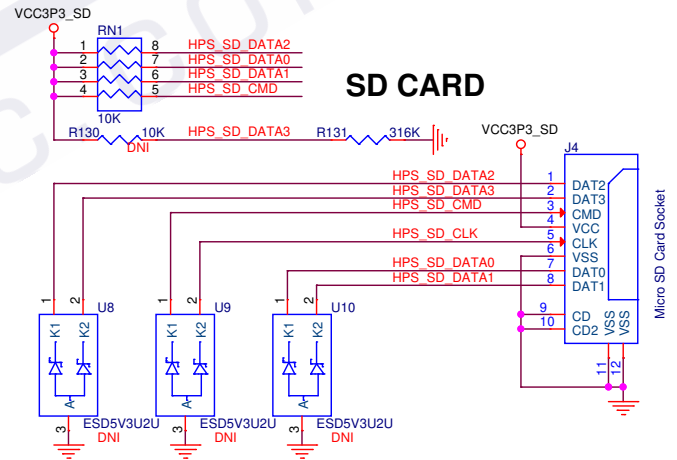 VCC3P3_SD
RN1
1 8 HPS_SD_DATA2
2 7 HPS_SD_DATA0
3 6 HPS_SD_DATA1
4 5 HPS_SD_CMD
10K
SD CARD
R130 10K HPS_SD_DATA3 R131 316K
DNI
VCC3P3_SD
J4
HPS_SD_DATA2 1 DAT2
HPS_SD_DATA3 2 DAT3
HPS_SD_CMD 3 CMD
4 VCC
HPS_SD_CLK 5 CLK
6 VSS
HPS_SD_DATA0 7 DAT0
HPS_SD_DATA1 8 DAT1
9 CD
10 CD2
VSS
VSS
11
12
Micro SD Card Socket
1 2 U8 1 2 U9 1 2 U10
K1 K2 K1 K2 K1 K2
A A A
3 ESD5V3U2U 3 ESD5V3U2U 3 ESD5V3U2U
DNI DNI DNI